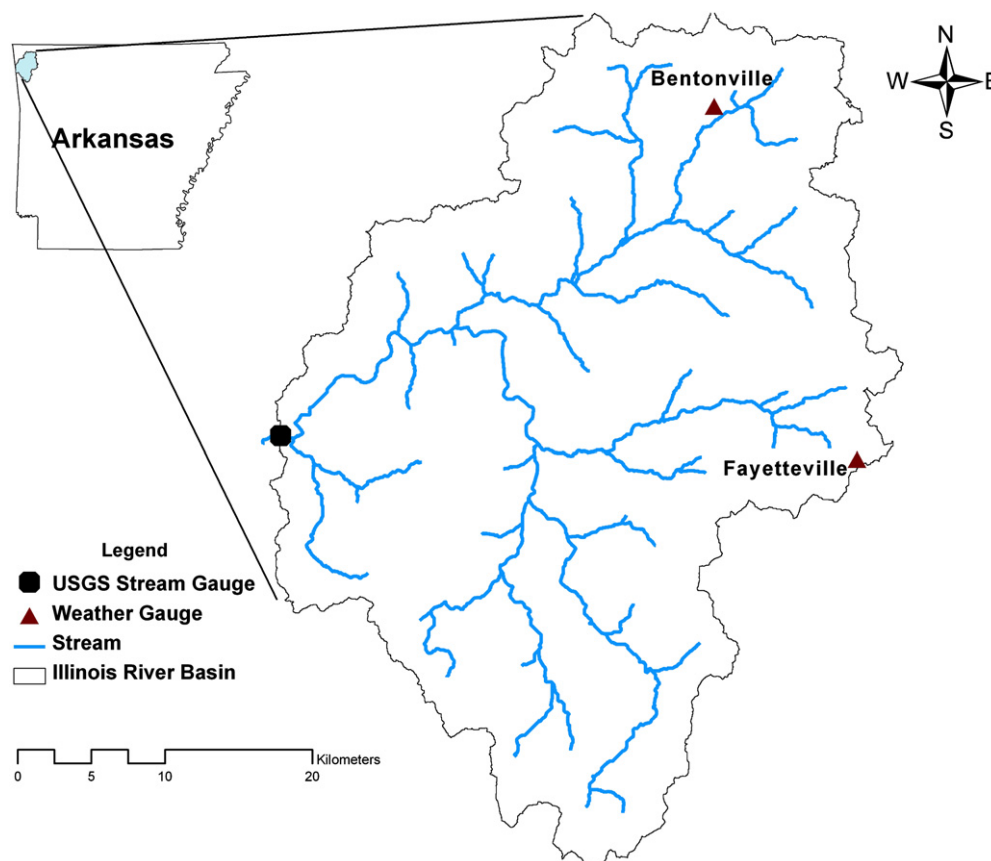 Arkansas
Bentonville
N
W E
S
Fayetteville
Legend
USGS Stream Gauge
Weather Gauge
Stream
Illinois River Basin
Kilometers
0 5 10 20